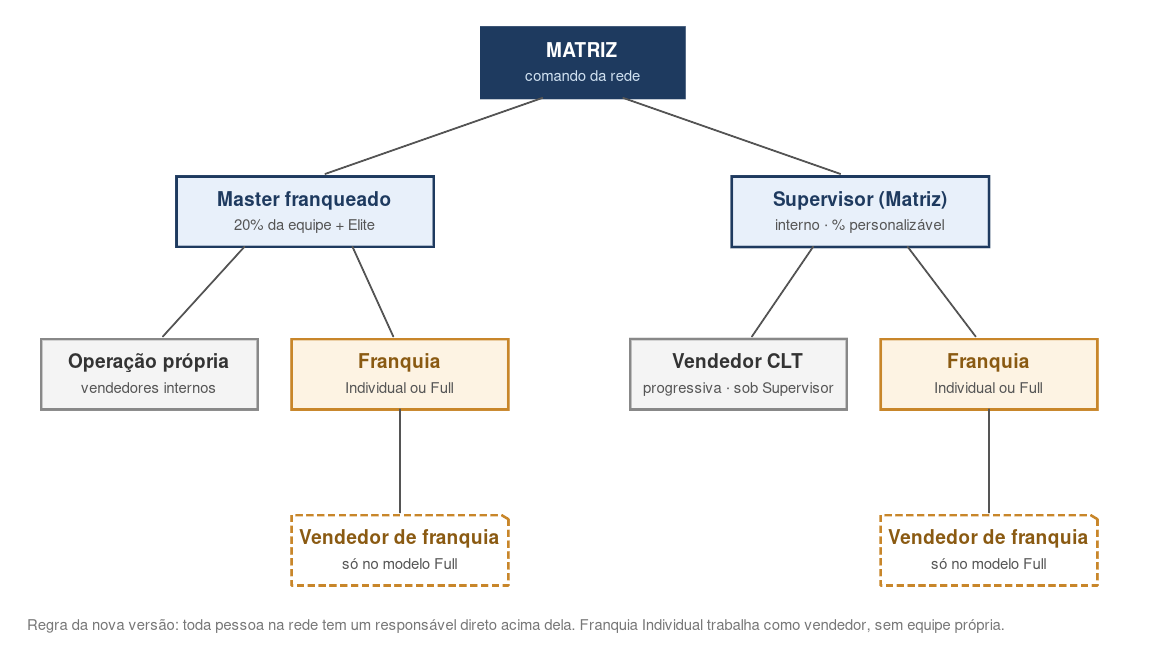 MATRIZ
comando da rede
Master franqueado
20% da equipe + Elite
Supervisor (Matriz)
interno · % personalizável
Operação própria
vendedores internos
Franquia
Individual ou Full
Vendedor CLT
progressiva · sob Supervisor
Franquia
Individual ou Full
Vendedor de franquia
só no modelo Full
Vendedor de franquia
só no modelo Full
Regra da nova versão: toda pessoa na rede tem um responsável direto acima dela. Franquia Individual trabalha como vendedor, sem equipe própria.